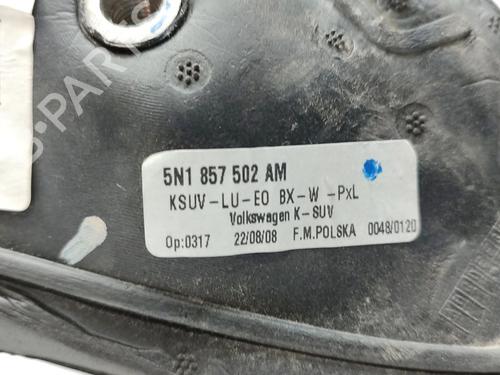 5N1 857 502 AM
KSUV-LU-EO BX-W -PxL
Volkswagen K-SUV
Op:0317 22/08/08 F.M.POLSKA 0048/0120